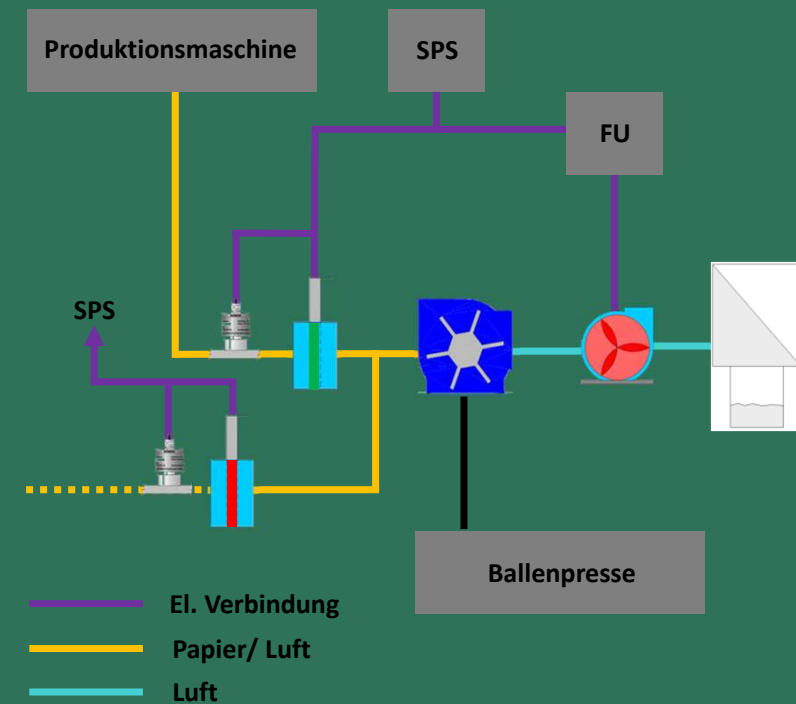 Produktionsmaschine
SPS
FU
SPS
Ballenpresse
El. Verbindung
Papier/ Luft
Luft